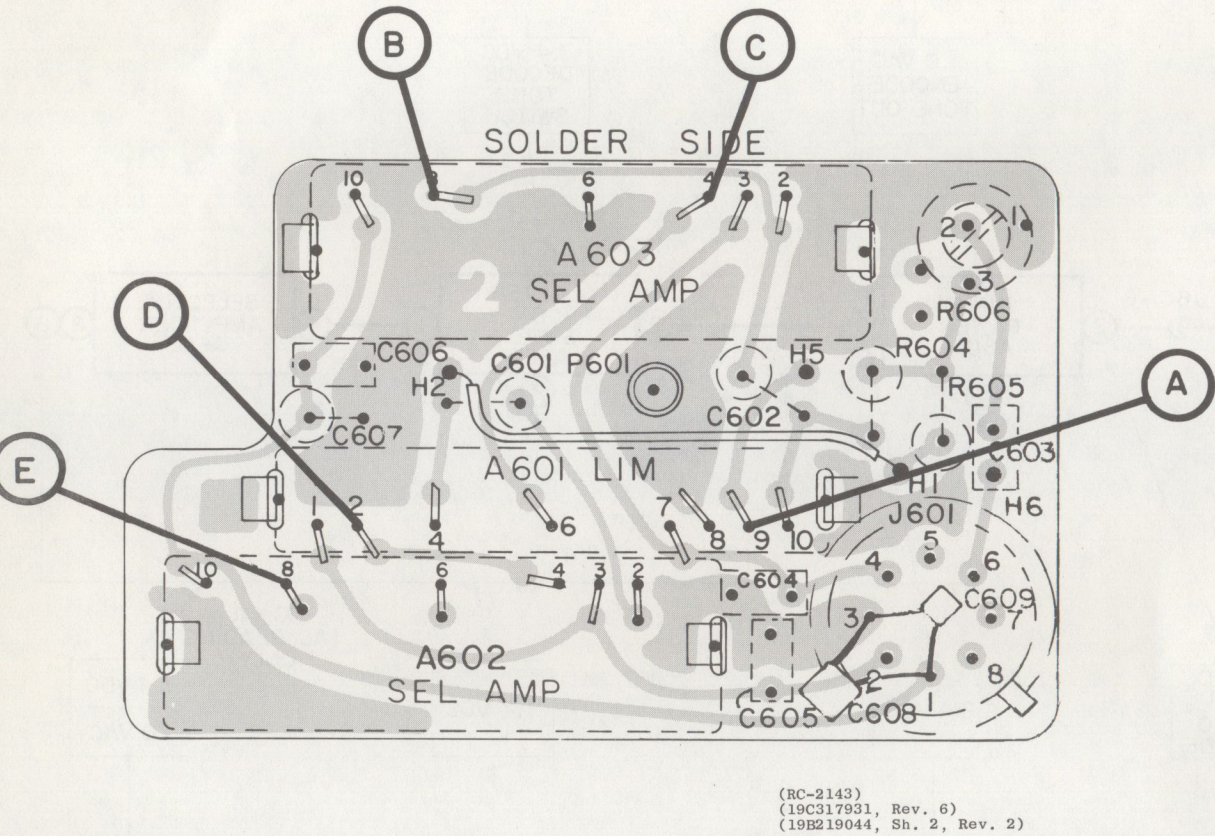 B C
SOLDER SIDE
10 8 6 4 3 2
2 1
A603
3
2 SEL AMP
D
R606
C606 C601 P601 H5 R604
H2 R605 A
C602
C607 C603
E A601 LIM
H1 H6
J601
1 2 4 6 7 8 9 10
5
10 8 6 4 3 2 C604 4 6
C609
3 7
A602
SEL AMP 2 8
1
C605 C608
(RC-2143)
(19C317931, Rev. 6)
(19B219044, Sh. 2, Rev. 2)